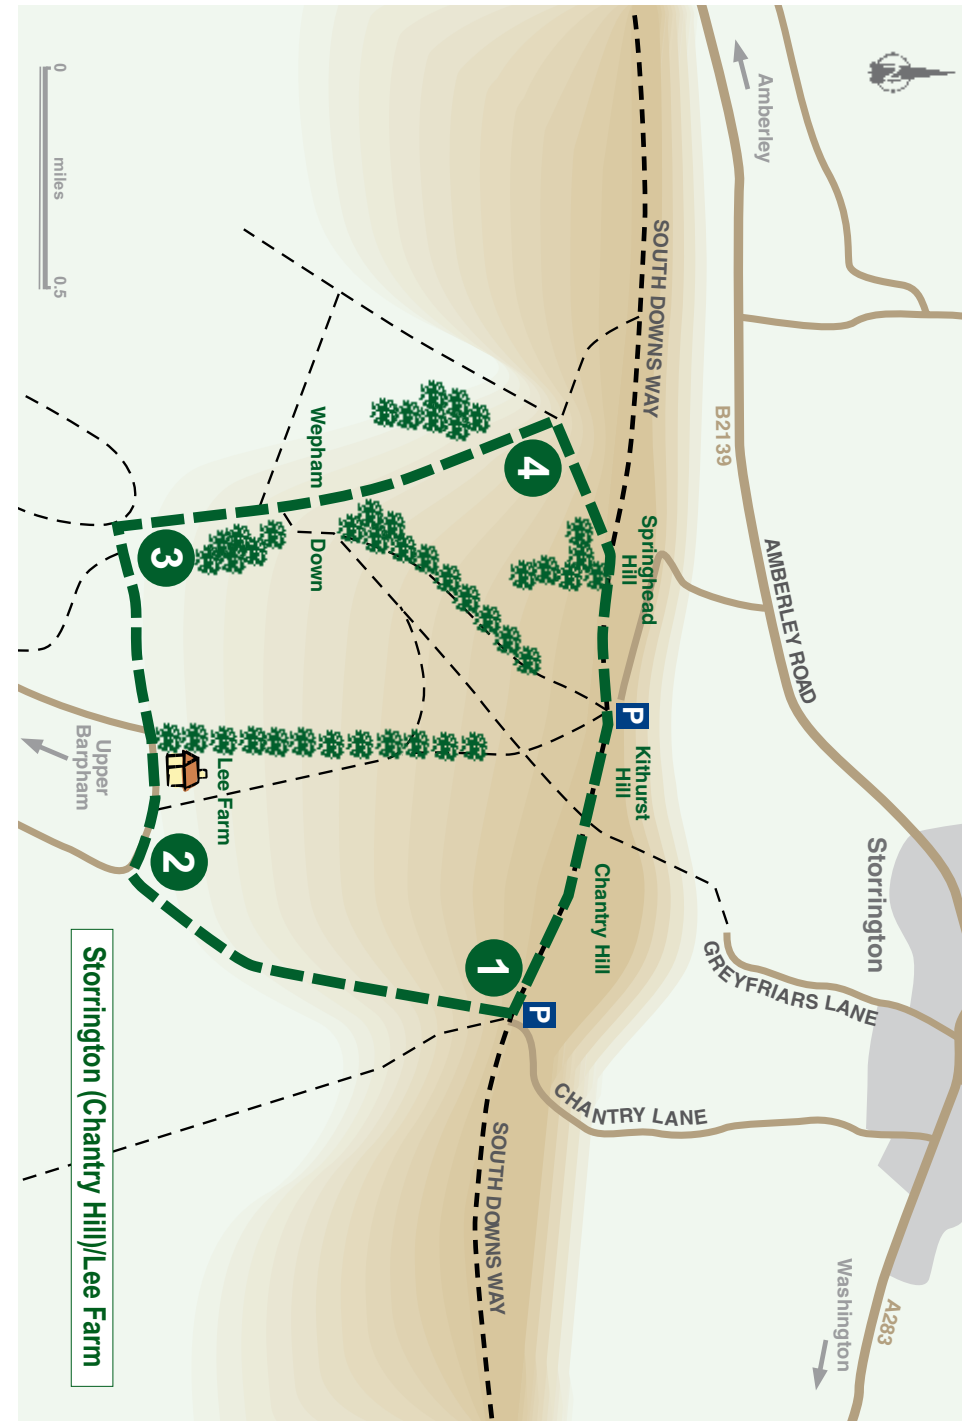 N
A283
Storrington
Washington
GREYFRIARS LANE
AMBERLEY ROAD
Amberley
B2139
SOUTH DOWNS WAY
Springhead
Hill
P
Kithurst
Hill
CHANTRY LANE
Chantry Hill
P
4
1
SOUTH DOWNS WAY
Wepham
Down
Lee Farm
2
3
Upper
Barpham
Storrington (Chantry Hill)/Lee Farm
0 miles 0.5